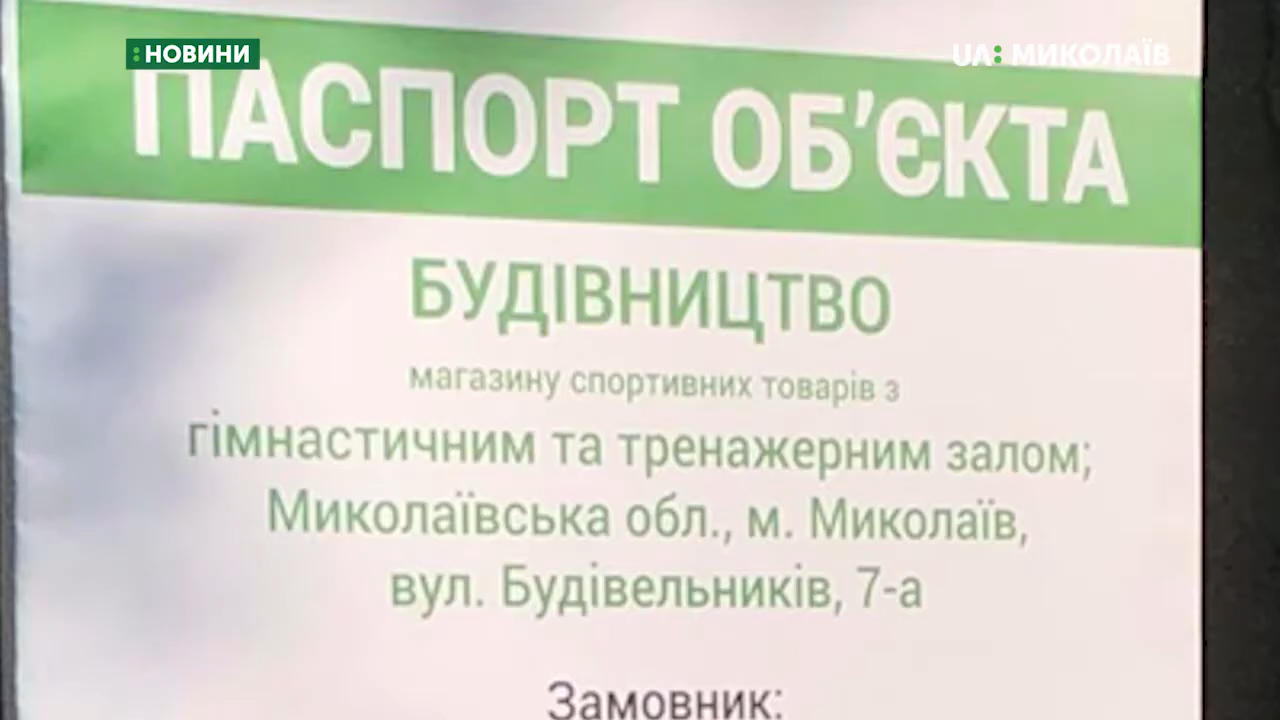 :НОВИНИ
UA: МИКОЛАЇВ
ПАСПОРТ ОБ’ЄКТА
БУДІВНИЦТВО
магазину спортивних товарів з
гімнастичним та тренажерним залом;
Миколаївська обл., м. Миколаїв,
вул. Будівельників, 7-а
Замовник: